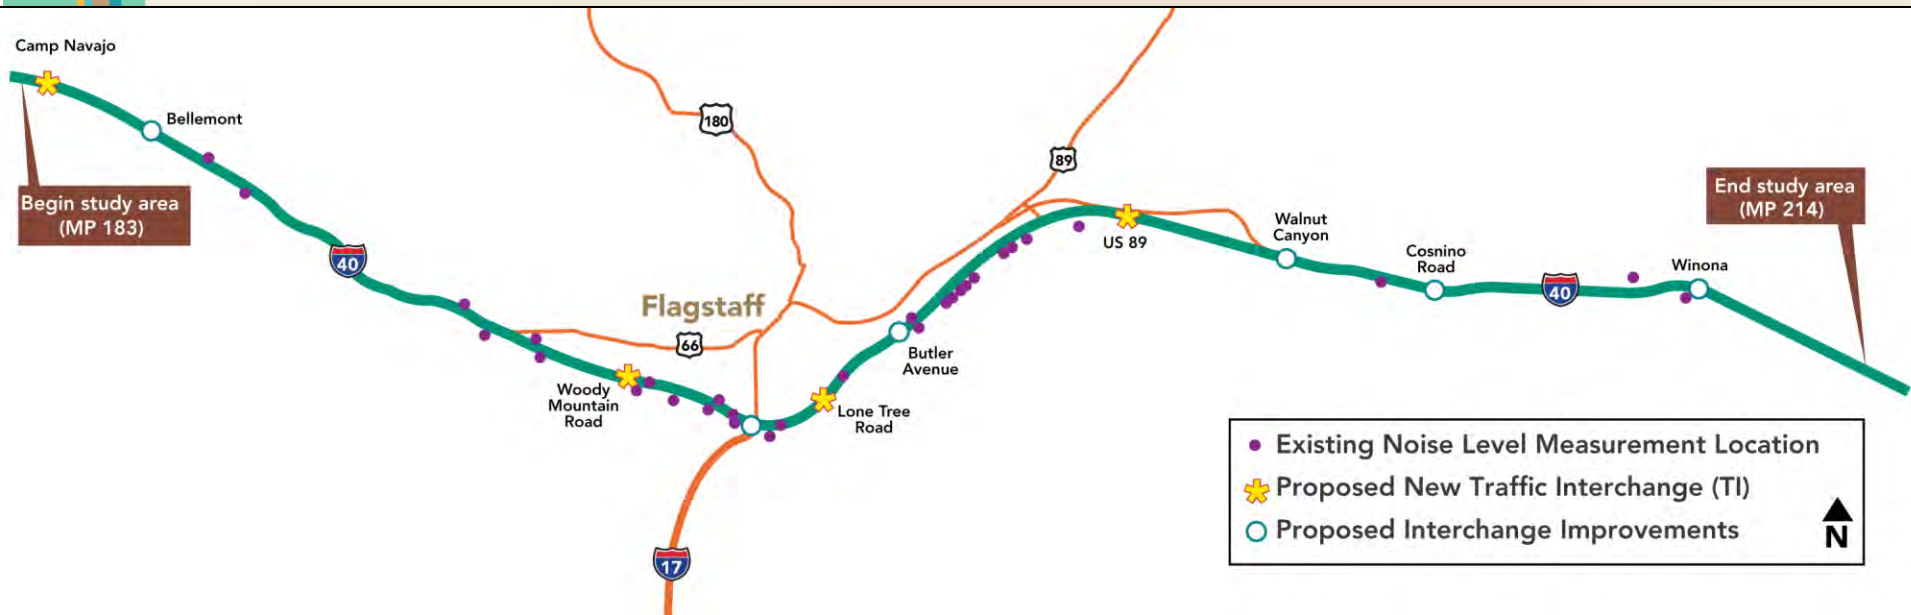 Camp Navajo
Bellemont
Begin study area
(MP 183)
40
180
89
Flagstaff
66
Woody
Mountain
Road
Lone Tree
Road
Butler
Avenue
US 89
Walnut
Canyon
Cosnino
Road
40
Winona
End study area
(MP 214)
17
Existing Noise Level Measurement Location
Proposed New Traffic Interchange (TI)
Proposed Interchange Improvements
N